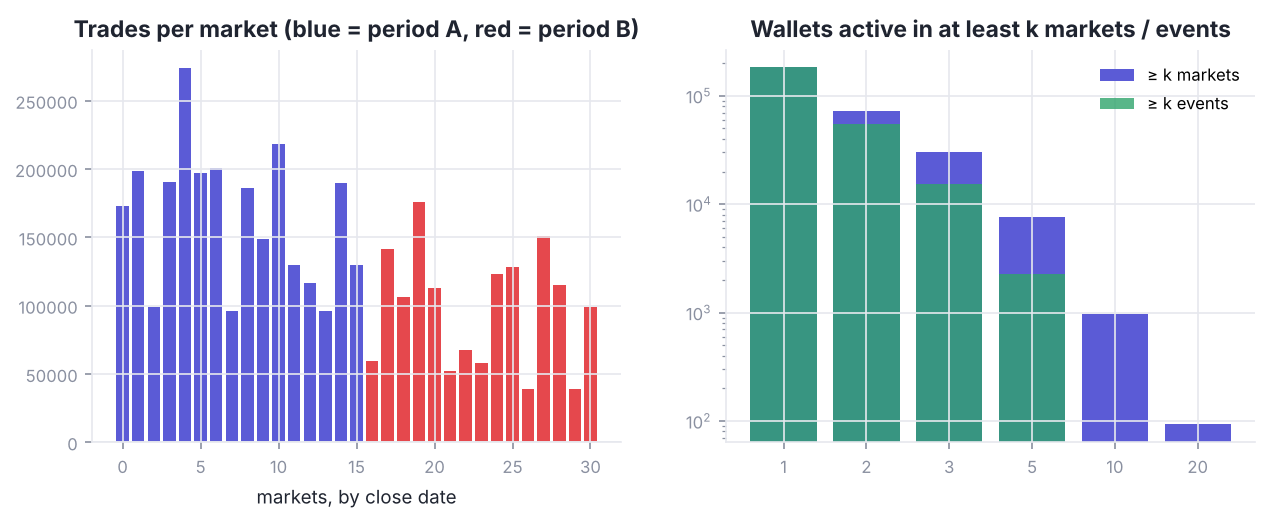 Trades per market (blue = period A, red = period B)
250000
200000
150000
100000
50000
0
0 5 10 15 20 25 30
markets, by close date
Wallets active in at least k markets / events
≥ k markets
≥ k events
10⁵
10⁴
10³
10²
1 2 3 5 10 20